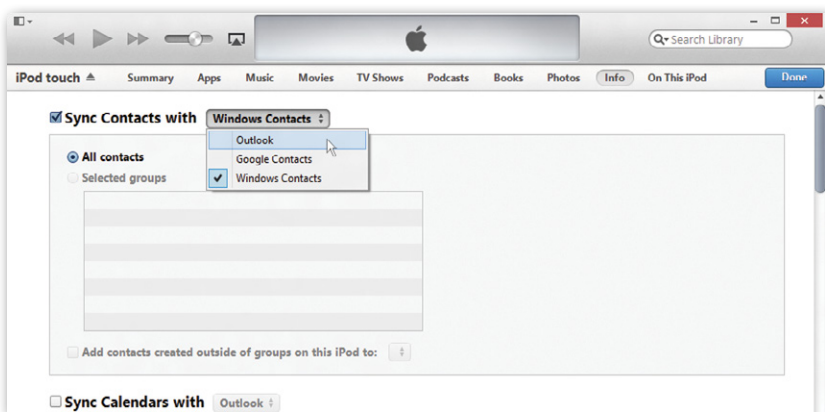 Search Library
iPod touch Summary Apps Music Movies TV Shows Podcasts Books Photos Info On This iPod Done
Sync Contacts with Windows Contacts
Outlook
All contacts Google Contacts
Selected groups Windows Contacts
Add contacts created outside of groups on this iPod to:
Sync Calendars with Outlook